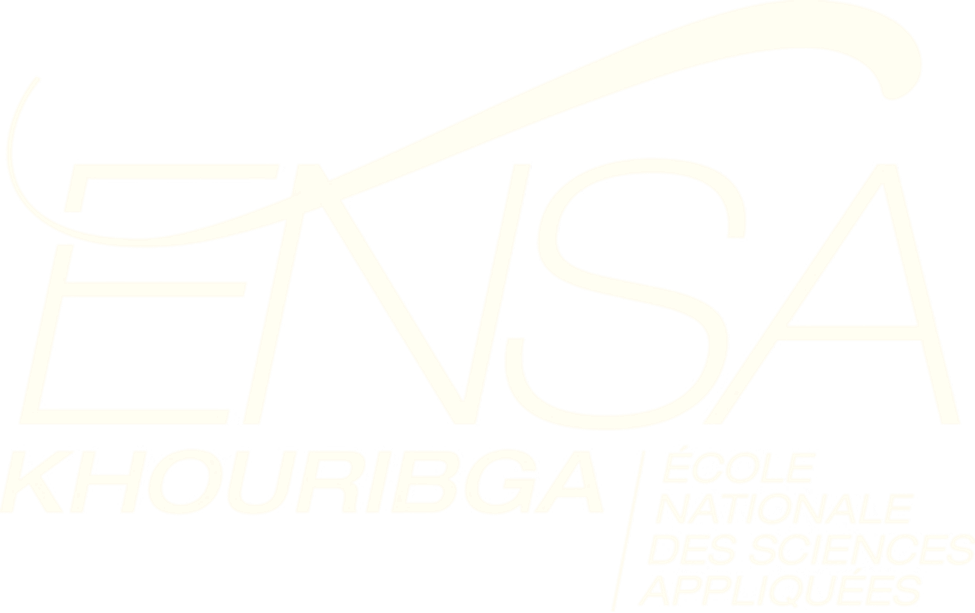 ENSA
KHOURIBGA
ÉCOLE
NATIONALE
DES SCIENCES
APPLIQUÉES